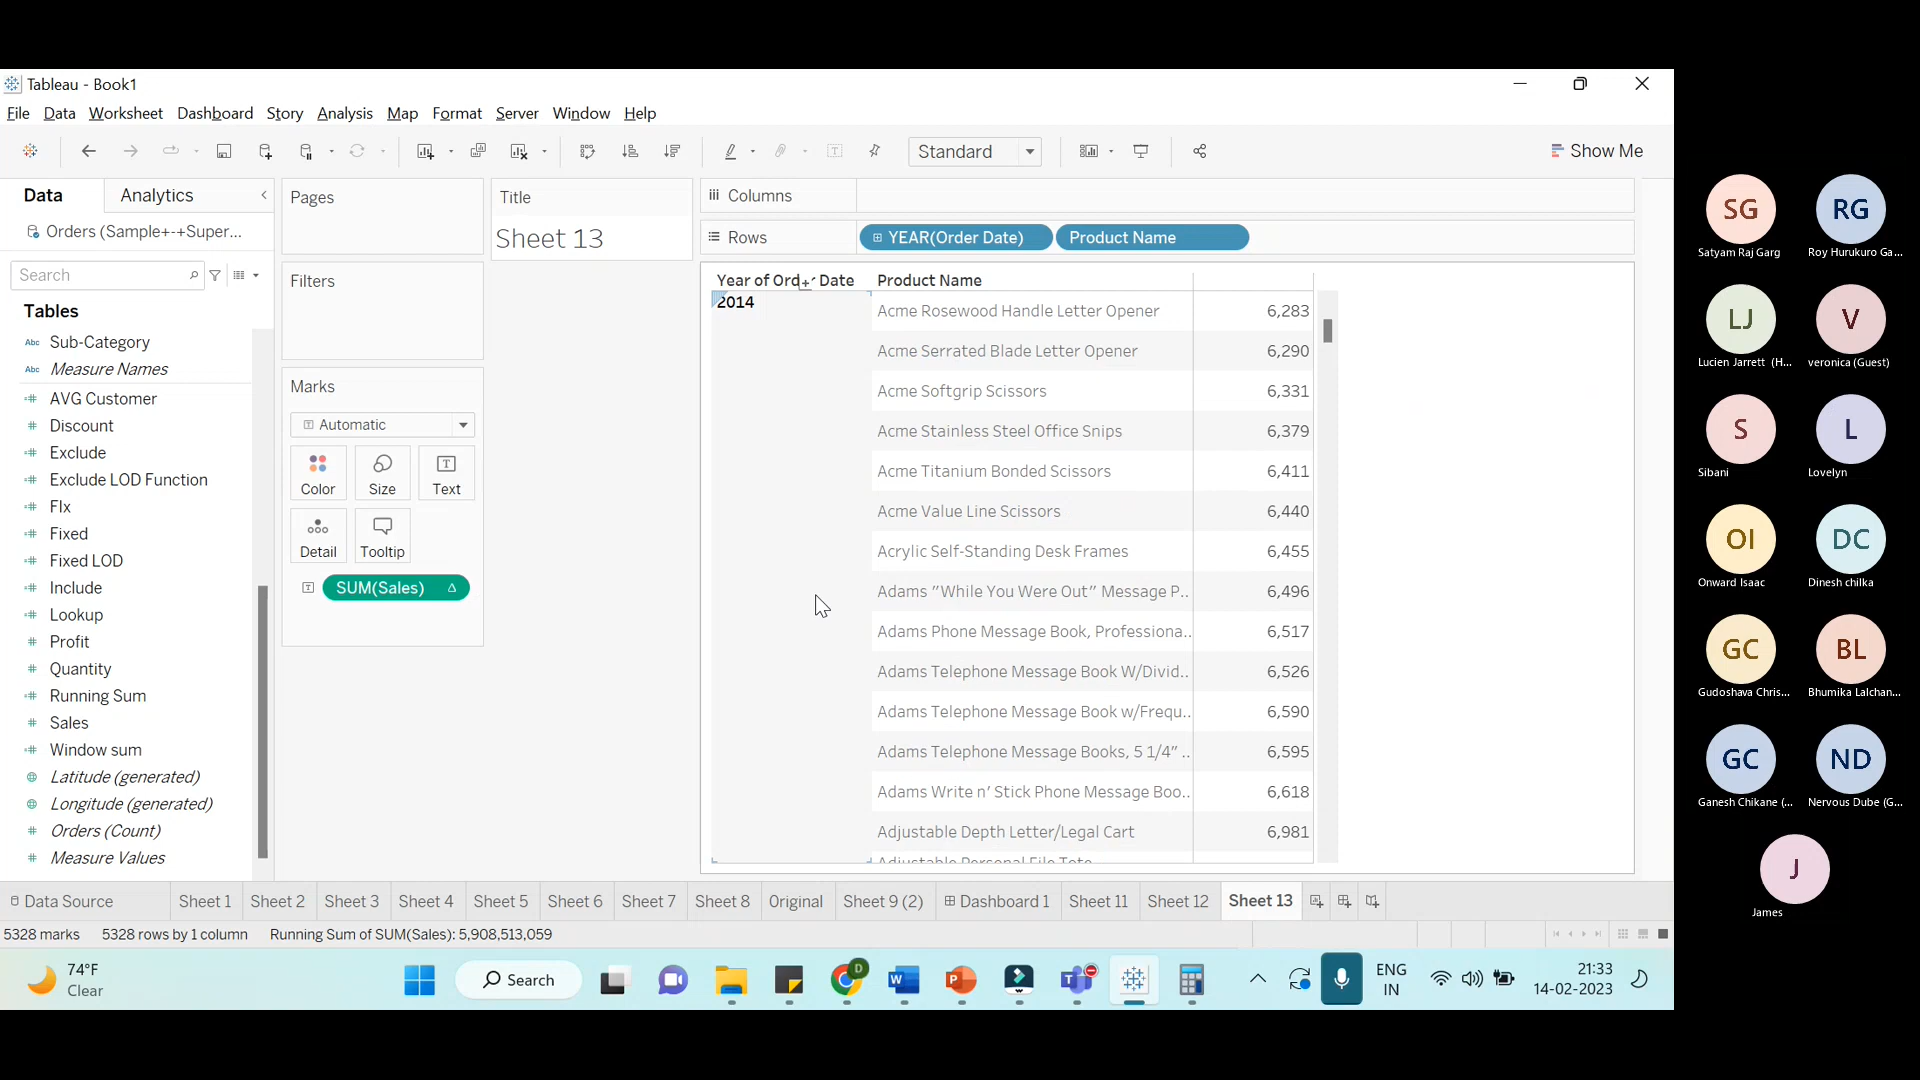 Tableau - Book1
File Data Worksheet Dashboard Story Analysis Map Format Server Window Help
Standard
Show Me
Data
Analytics
Orders (Sample+-+Super...
Search
Tables
Abc Sub-Category
Abc Measure Names
AVG Customer
Discount
Exclude
Exclude LOD Function
FIx
Fixed
Fixed LOD
Include
Lookup
Profit
Quantity
Running Sum
Sales
Window sum
Latitude (generated)
Longitude (generated)
Orders (Count)
Measure Values
Pages
Filters
Marks
Automatic
Color Size Text
Detail Tooltip
SUM(Sales)
Title
Sheet 13
Columns
Rows
YEAR(Order Date)
Product Name
Product Name
2014
Acme Rosewood Handle Letter Opener 6,283
Acme Serrated Blade Letter Opener 6,290
Acme Softgrip Scissors 6,331
Acme Stainless Steel Office Snips 6,379
Acme Titanium Bonded Scissors 6,411
Acme Value Line Scissors 6,440
Acrylic Self-Standing Desk Frames 6,455
Adams "While You Were Out" Message P.. 6,496
Adams Phone Message Book, Professiona.. 6,517
Adams Telephone Message Book W/Divid.. 6,526
Adams Telephone Message Book w/Frequ.. 6,590
Adams Telephone Message Books, 5 1/4" .. 6,595
Adams Write n' Stick Phone Message Boo.. 6,618
Adjustable Depth Letter/Legal Cart 6,981
Adjustable Personal File Tote
Data Source Sheet 1 Sheet 2 Sheet 3 Sheet 4 Sheet 5 Sheet 6 Sheet 7 Sheet 8 Original Sheet 9 (2) Dashboard 1 Sheet 11 Sheet 12 Sheet 13
5328 marks 5328 rows by 1 column Running Sum of SUM(Sales): 5,908,513,059
74°F
Clear
Search
D
ENG
IN
21:33
14-02-2023
SG
Satyam Raj Garg
RG
Roy Hurukuro Ga...
LJ
Lucien Jarrett (H...
V
veronica (Guest)
S
Sibani
L
Lovelyn
OI
Onward Isaac
DC
Dinesh chilka
GC
Gudoshava Chris...
BL
Bhumika Lalchan...
GC
Ganesh Chikane (...
ND
Nervous Dube (G...
J
James